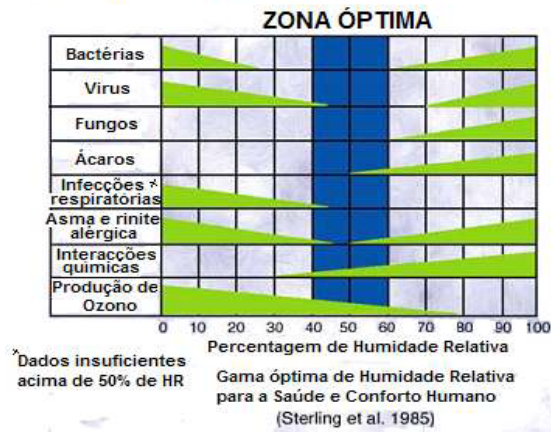 ZONA ÓPTIMA
Bactérias
Virus
Fungos
Ácaros
Infecções *
respiratórias
Asma e rinite
alérgica
Interacções
químicas
Produção de
Ozono
0 10 20 30 40 50 60 70 80 90 100
Percentagem de Humidade Relativa
*Dados insuficientes
acima de 50% de HR
Gama óptima de Humidade Relativa
para a Saúde e Conforto Humano
(Sterling et al. 1985)